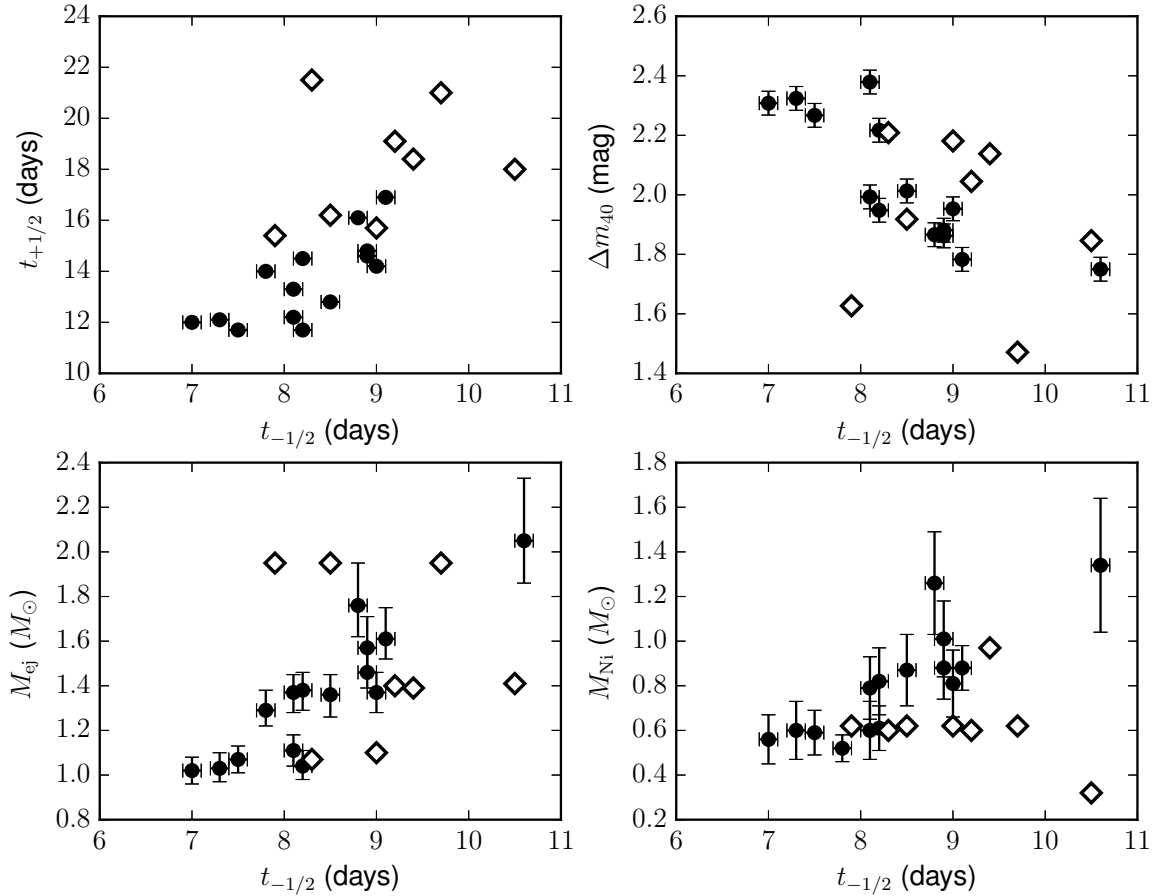 24
22
20
18
16
14
12
10
t₊₁/₂ (days)
6 7 8 9 10 11
t₋₁/₂ (days)
2.6
2.4
2.2
2.0
1.8
1.6
1.4
Δm₄₀ (mag)
6 7 8 9 10 11
t₋₁/₂ (days)
2.4
2.2
2.0
1.8
1.6
1.4
1.2
1.0
0.8
M_ej (M_⊙)
6 7 8 9 10 11
t₋₁/₂ (days)
1.8
1.6
1.4
1.2
1.0
0.8
0.6
0.4
0.2
M_Ni (M_⊙)
6 7 8 9 10 11
t₋₁/₂ (days)